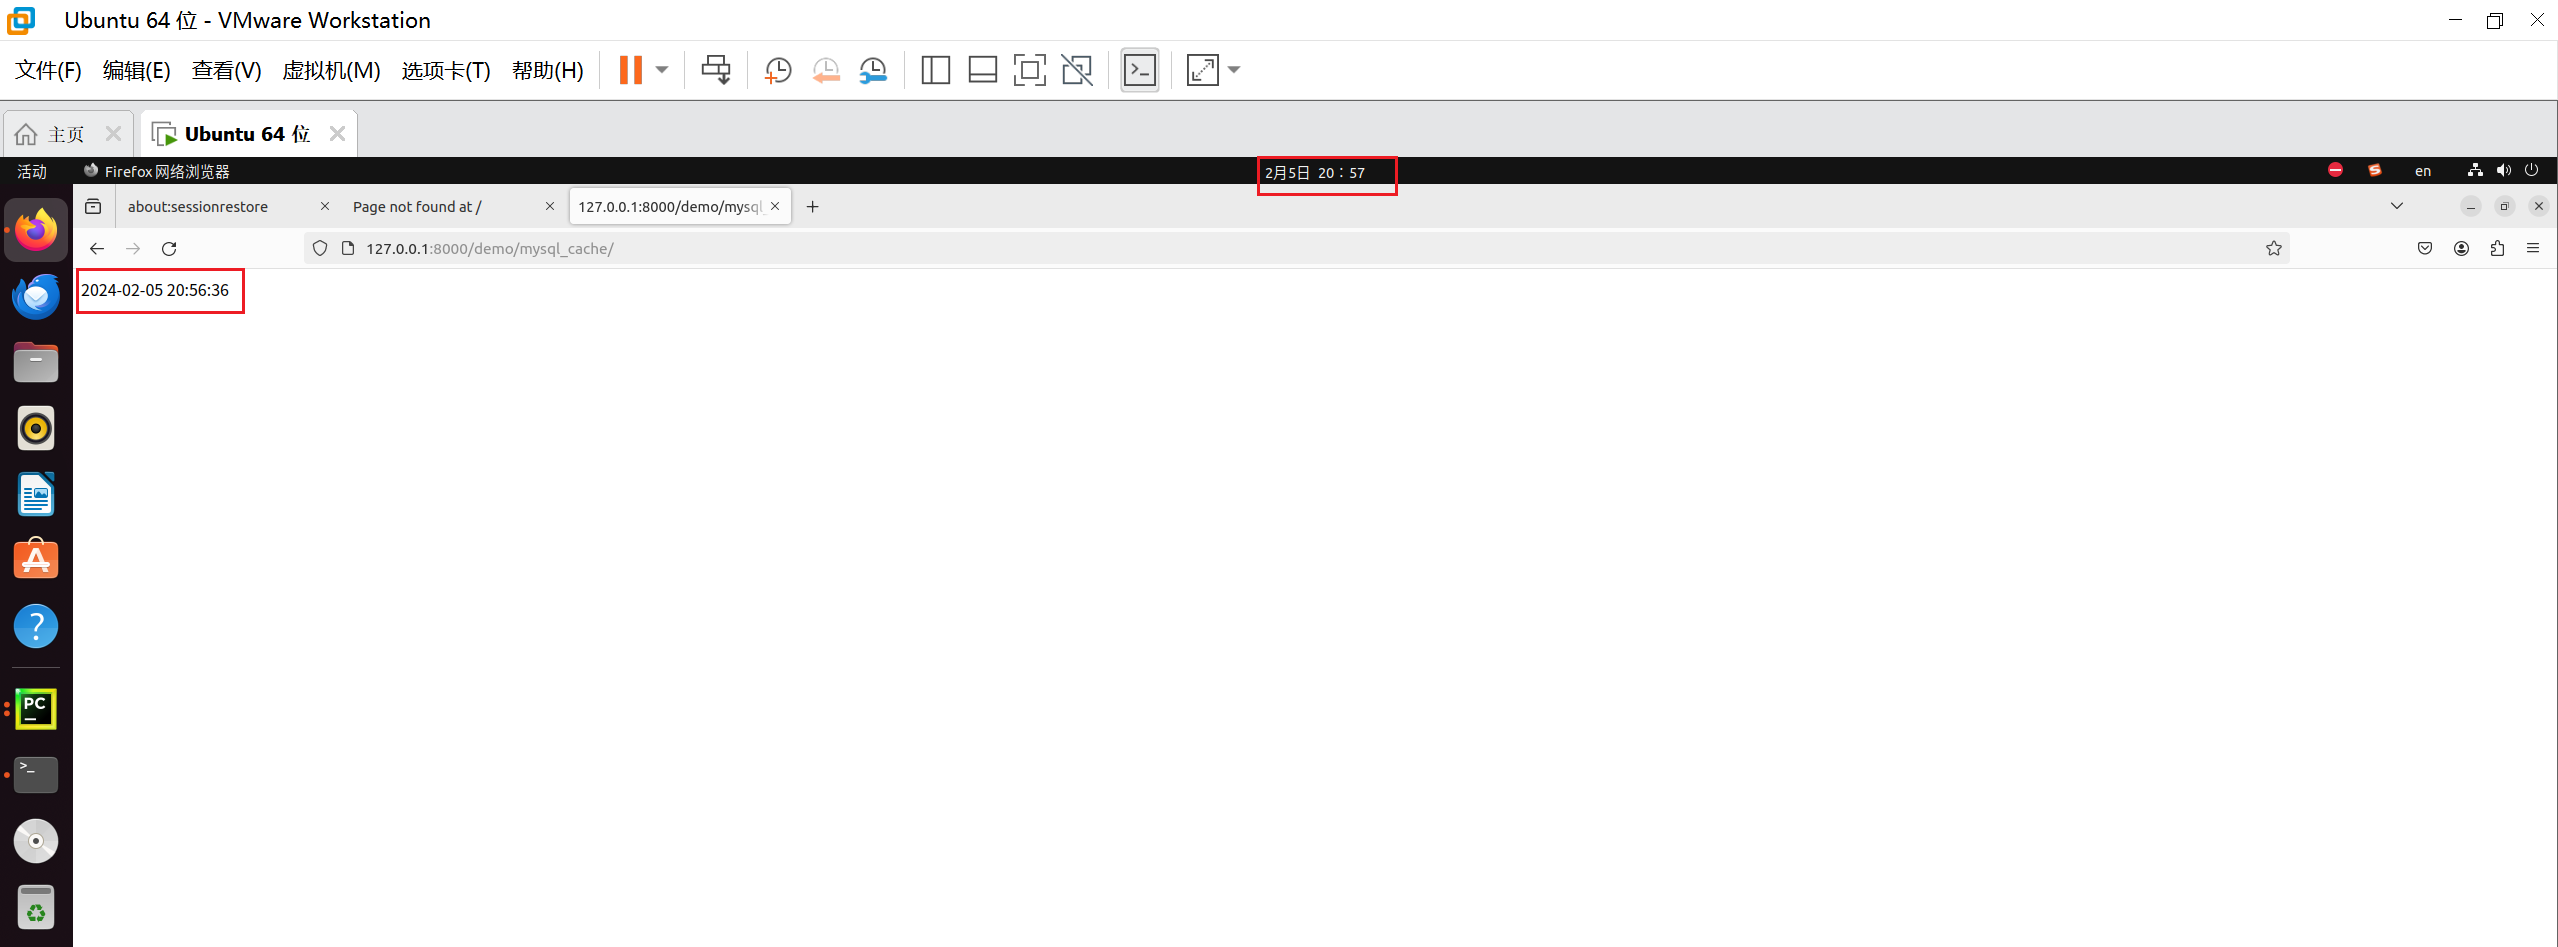 Ubuntu 64 位 - VMware Workstation
文件(F) 编辑(E) 查看(V) 虚拟机(M) 选项卡(T) 帮助(H)
主页 Ubuntu 64 位
活动 Firefox 网络浏览器 2月5日 20：57 en
about:sessionrestore Page not found at / 127.0.0.1:8000/demo/mysql_
127.0.0.1:8000/demo/mysql_cache/
2024-02-05 20:56:36
PC